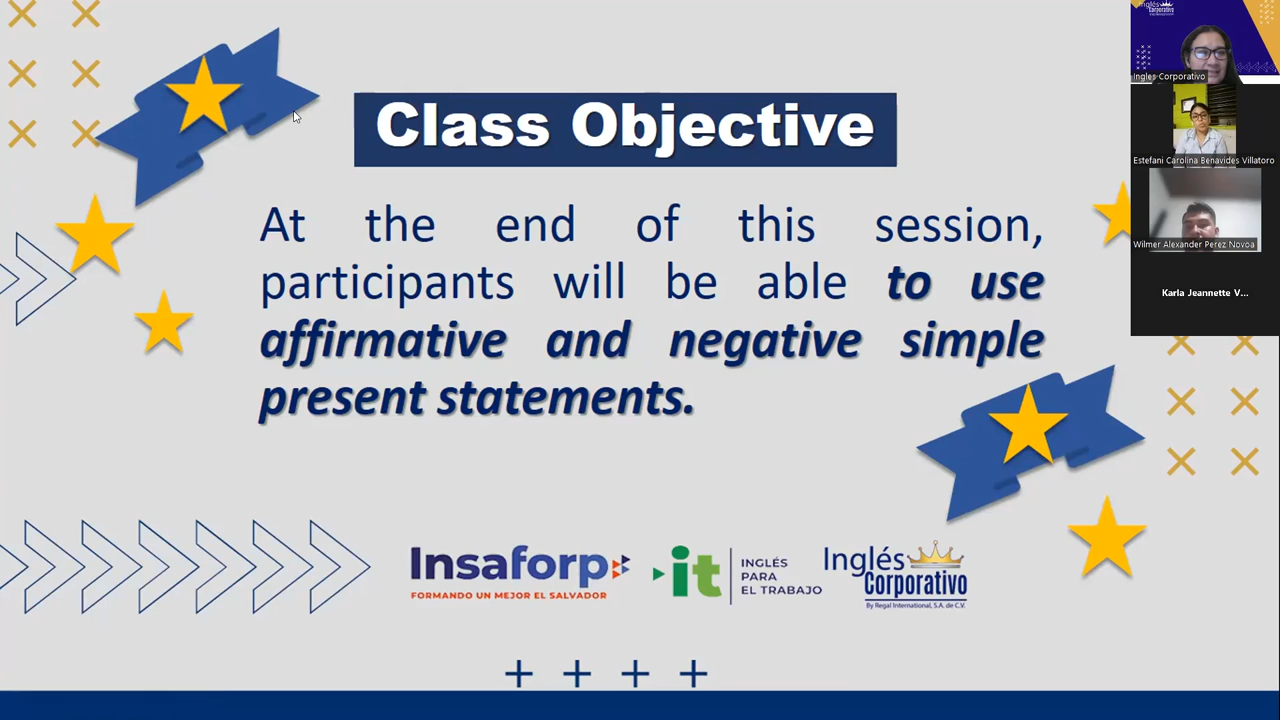 Class Objective
At the end of this session,
participants will be able to use
affirmative and negative simple
present statements.
Insaforp
FORMANDO UN MEJOR EL SALVADOR
it
INGLÉS
PARA
EL TRABAJO
Inglés
Corporativo
By Regal International, S.A. de C.V.
Inglés
Corporativo
Ingles Corporativo
Estefani Carolina Benavides Villatoro
Wilmer Alexander Perez Novoa
Karla Jeannette V...